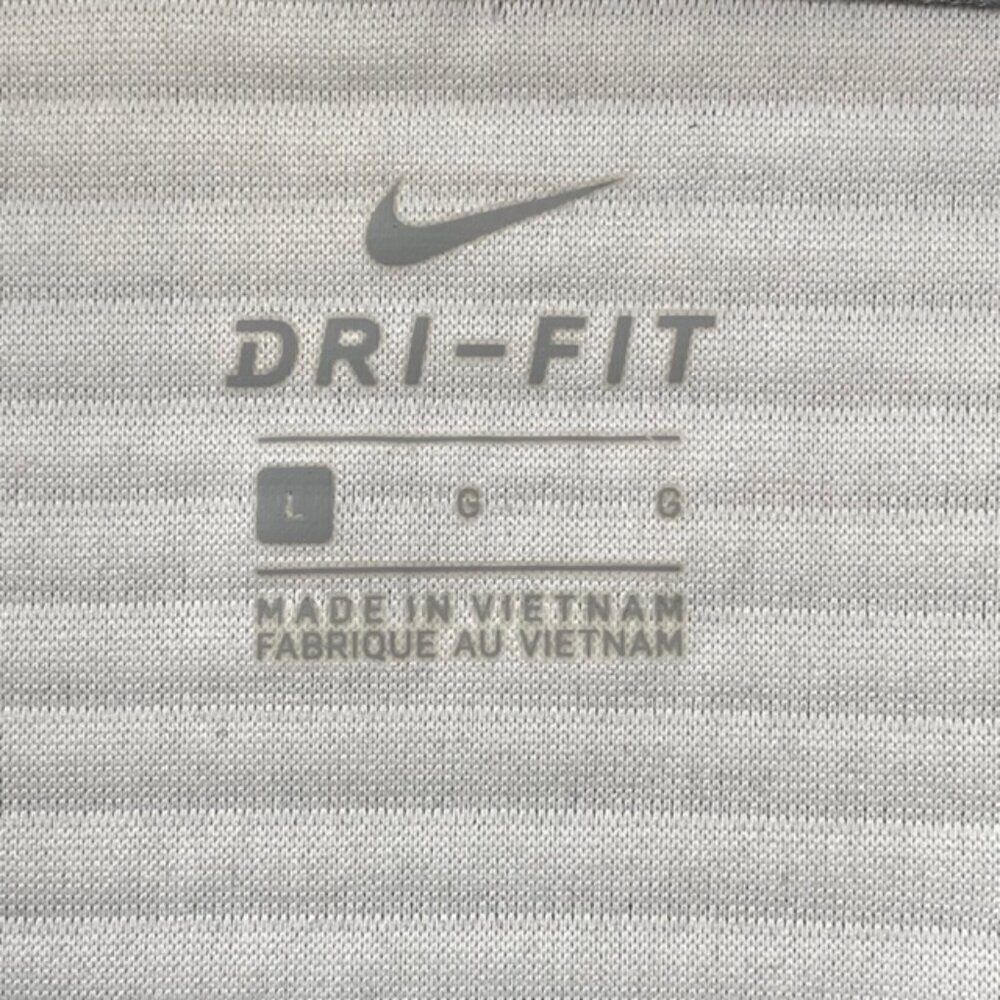 DRI-FIT
L G G
MADE IN VIETNAM
FABRIQUE AU VIETNAM